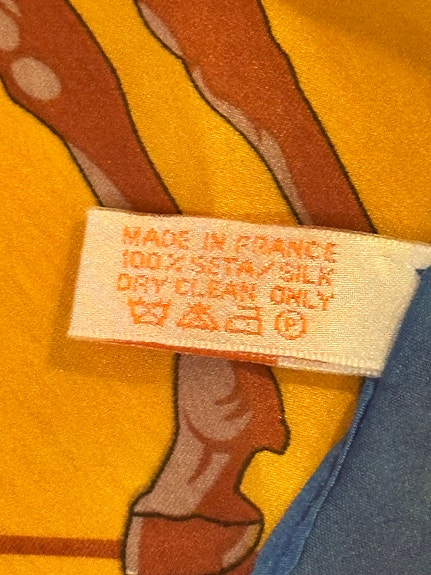 MADE IN FRANCE
100% SETA/SILK
DRY CLEAN ONLY
P